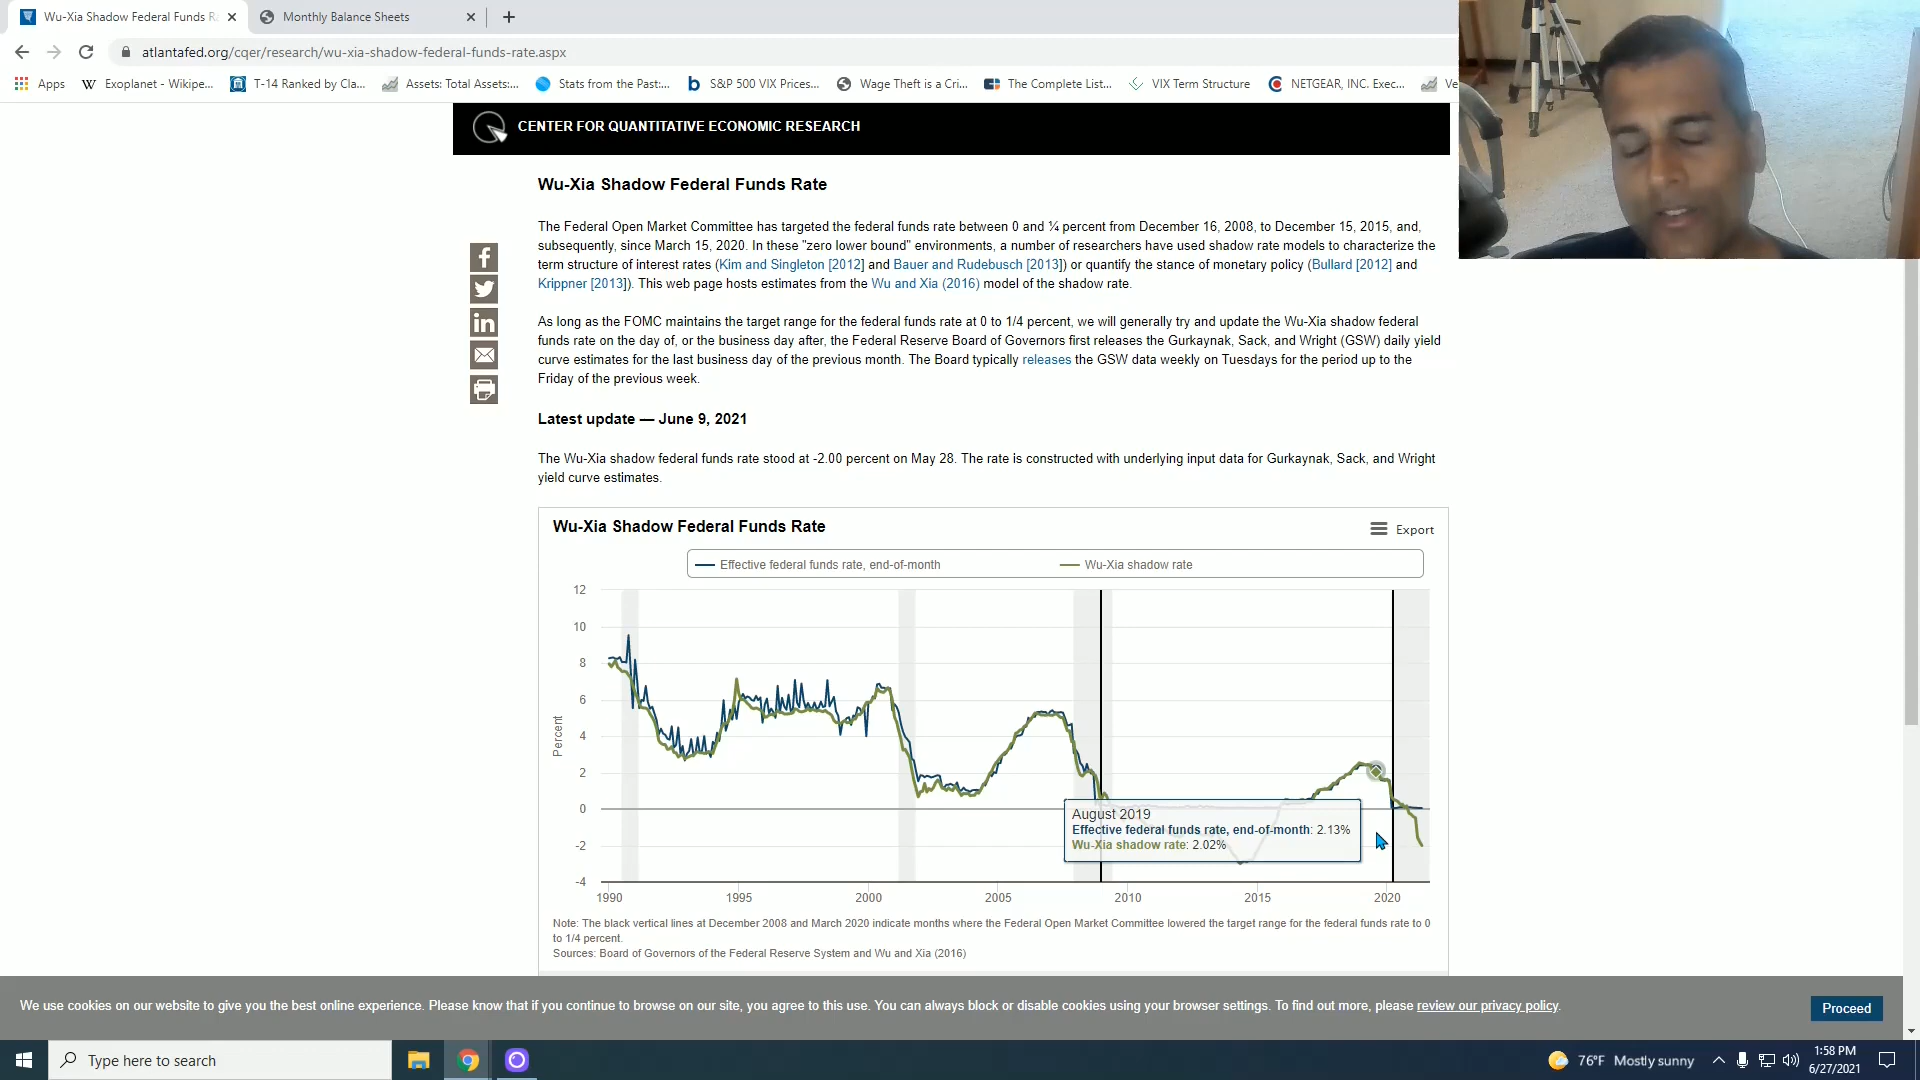 Wu-Xia Shadow Federal Funds R
Monthly Balance Sheets
atlantafed.org/cqer/research/wu-xia-shadow-federal-funds-rate.aspx
Apps
Exoplanet - Wikipe...
T-14 Ranked by Cla...
Assets: Total Assets:...
Stats from the Past:...
S&P 500 VIX Prices...
Wage Theft is a Cri...
The Complete List...
VIX Term Structure
NETGEAR, INC. Exec...
Ve
CENTER FOR QUANTITATIVE ECONOMIC RESEARCH
Wu-Xia Shadow Federal Funds Rate
The Federal Open Market Committee has targeted the federal funds rate between 0 and ¼ percent from December 16, 2008, to December 15, 2015, and,
subsequently, since March 15, 2020. In these "zero lower bound" environments, a number of researchers have used shadow rate models to characterize the
term structure of interest rates (Kim and Singleton [2012] and Bauer and Rudebusch [2013]) or quantify the stance of monetary policy (Bullard [2012] and
Krippner [2013]). This web page hosts estimates from the Wu and Xia (2016) model of the shadow rate.
As long as the FOMC maintains the target range for the federal funds rate at 0 to 1/4 percent, we will generally try and update the Wu-Xia shadow federal
funds rate on the day of, or the business day after, the Federal Reserve Board of Governors first releases the Gurkaynak, Sack, and Wright (GSW) daily yield
curve estimates for the last business day of the previous month. The Board typically releases the GSW data weekly on Tuesdays for the period up to the
Friday of the previous week.
Latest update — June 9, 2021
The Wu-Xia shadow federal funds rate stood at -2.00 percent on May 28. The rate is constructed with underlying input data for Gurkaynak, Sack, and Wright
yield curve estimates.
Wu-Xia Shadow Federal Funds Rate
Export
Effective federal funds rate, end-of-month
Wu-Xia shadow rate
12
10
8
6
4
2
0
-2
-4
Percent
August 2019
Effective federal funds rate, end-of-month: 2.13%
Wu-Xia shadow rate: 2.02%
1990
1995
2000
2005
2010
2015
2020
Note: The black vertical lines at December 2008 and March 2020 indicate months where the Federal Open Market Committee lowered the target range for the federal funds rate to 0
to 1/4 percent.
Sources: Board of Governors of the Federal Reserve System and Wu and Xia (2016)
We use cookies on our website to give you the best online experience. Please know that if you continue to browse on our site, you agree to this use. You can always block or disable cookies using your browser settings. To find out more, please review our privacy policy.
Proceed
Type here to search
76°F Mostly sunny
1:58 PM
6/27/2021